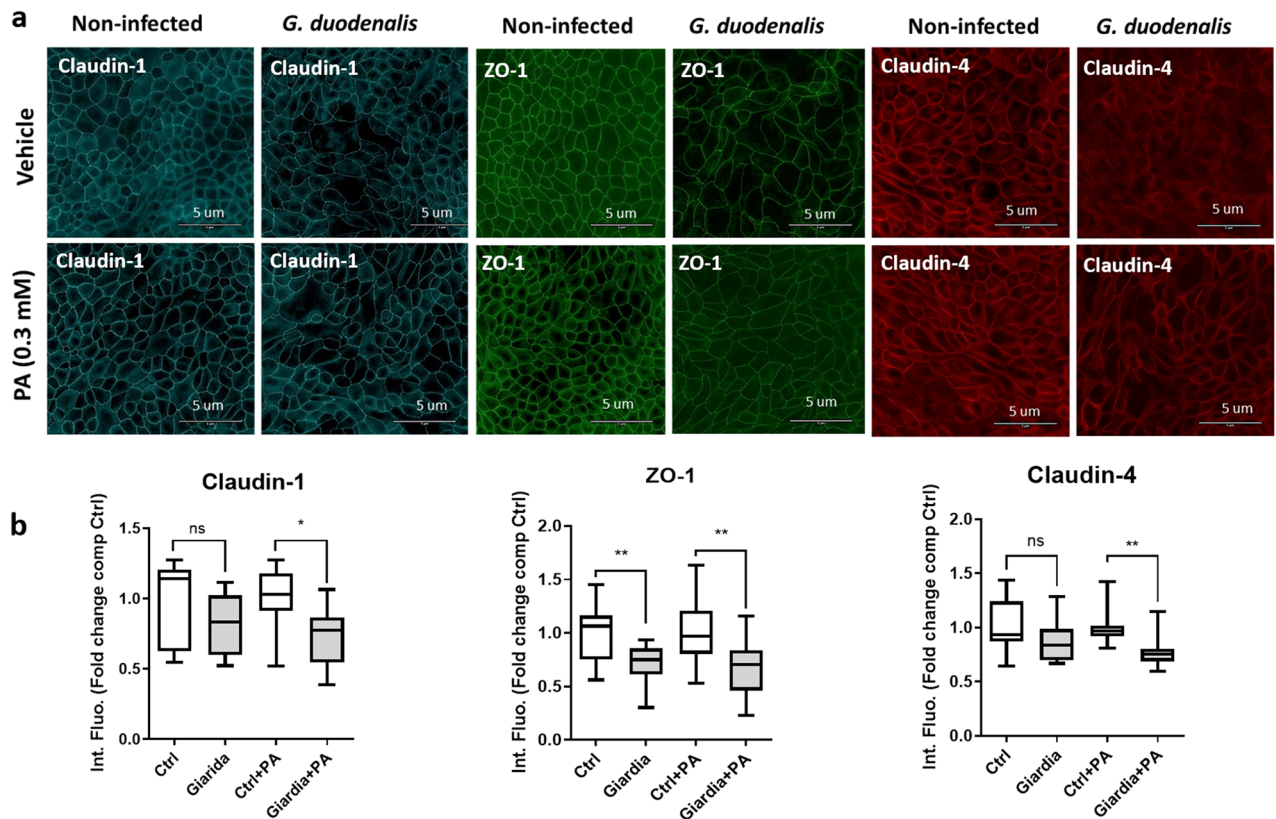 a
Non-infected G. duodenalis Non-infected G. duodenalis Non-infected G. duodenalis
Vehicle
Claudin-1 Claudin-1 ZO-1 ZO-1 Claudin-4 Claudin-4
5 um 5 um 5 um 5 um 5 um 5 um
PA (0.3 mM)
Claudin-1 Claudin-1 ZO-1 ZO-1 Claudin-4 Claudin-4
5 um 5 um 5 um 5 um 5 um 5 um
b
Claudin-1
Int. Fluo. (Fold change comp Ctrl)
1.5
1.0
0.5
0.0
ns
*
Ctrl
Giarida
Ctrl+PA
Giardia+PA
ZO-1
Int. Fluo. (Fold change comp Ctrl)
2.0
1.5
1.0
0.5
0.0
**
**
Ctrl
Giardia
Ctrl+PA
Giardia+PA
Claudin-4
Int. Fluo. (Fold change comp Ctrl)
2.0
1.5
1.0
0.5
0.0
ns
**
Ctrl
Giardia
Ctrl+PA
Giardia+PA